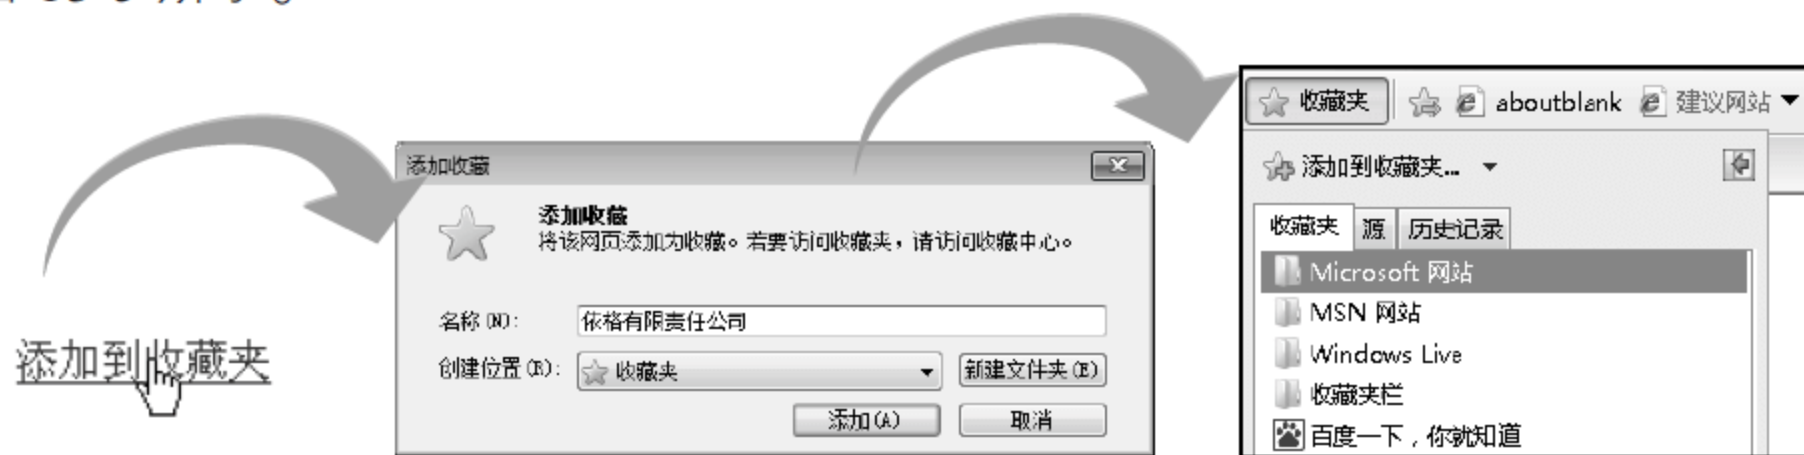 添加到收藏夹
添加收藏
添加收藏
将该网页添加为收藏。若要访问收藏夹，请访问收藏中心。
名称(N)：
依格有限责任公司
创建位置(R)：
收藏夹
新建文件夹(E)
添加(A)
取消
收藏夹
aboutblank
建议网站
添加到收藏夹...
收藏夹
源
历史记录
Microsoft 网站
MSN 网站
Windows Live
收藏夹栏
百度一下，你就知道